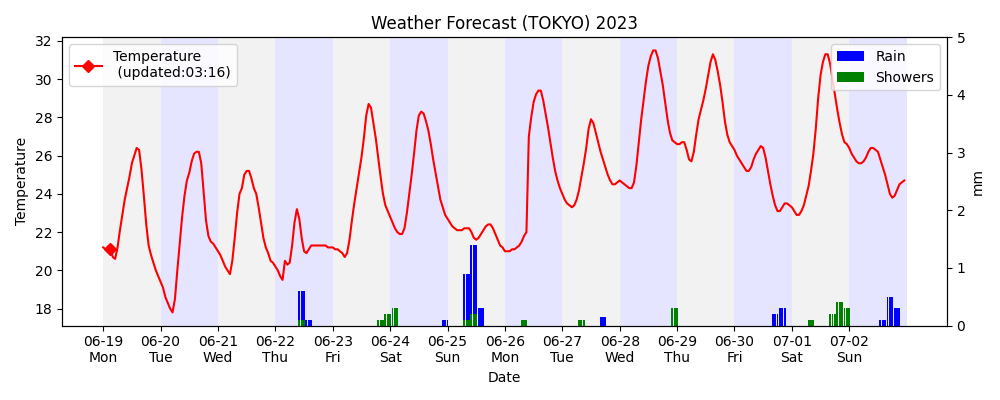 Weather Forecast (TOKYO) 2023
Temperature
(updated:03:16)
Rain
Showers
32
30
28
26
24
22
20
18
Temperature
5
4
3
2
1
0
mm
06-19 06-20 06-21 06-22 06-23 06-24 06-25 06-26 06-27 06-28 06-29 06-30 07-01 07-02
Mon Tue Wed Thu Fri Sat Sun Mon Tue Wed Thu Fri Sat Sun
Date